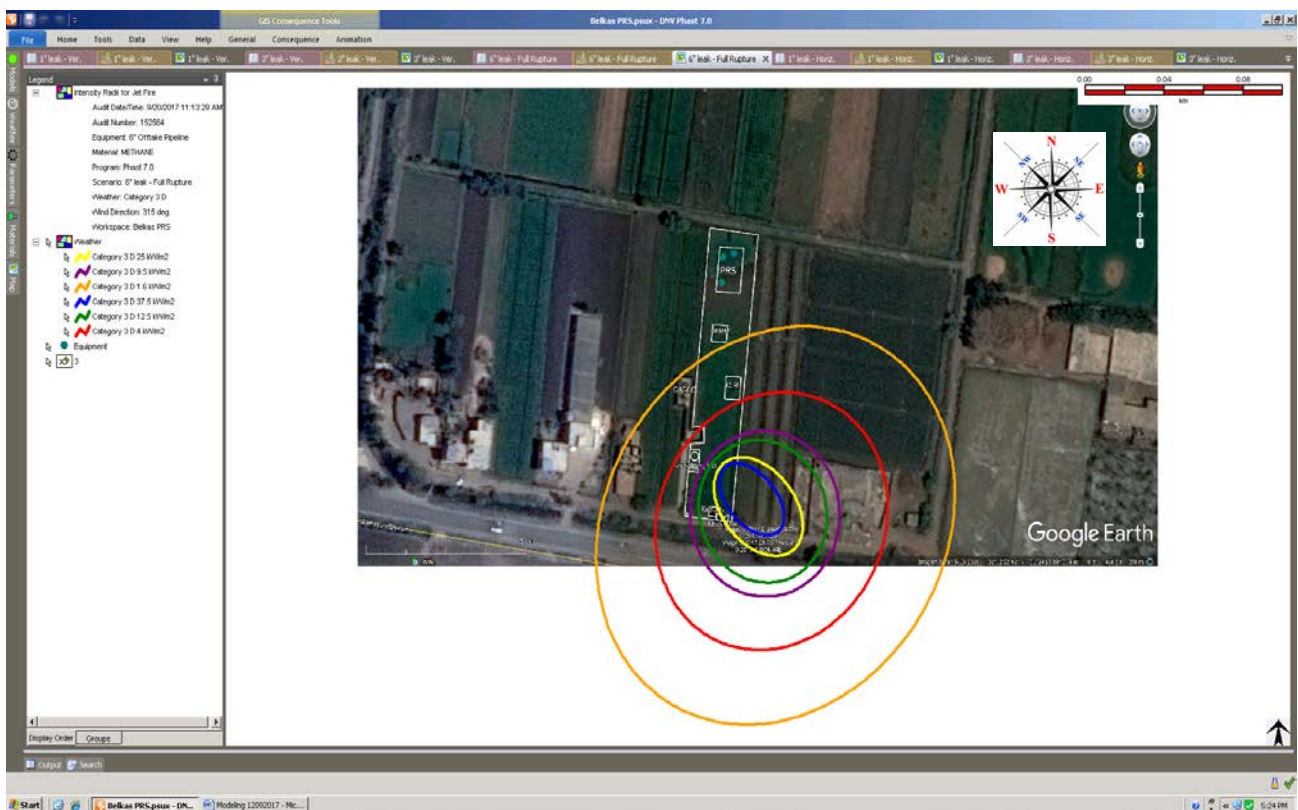 GIS Consequence Tools
Belkas PRS.psux - DNV Phast 7.0
File Home Tools Data View Help General Consequence Animation
1" leak - Ver. 1" leak - Ver. 1" leak - Ver. 3" leak - Ver. 3" leak - Ver. 3" leak - Ver. 6" leak - Full Rupture 6" leak - Full Rupture 6" leak - Full Rupture X 1" leak - Horiz. 1" leak - Horiz. 1" leak - Horiz. 3" leak - Horiz. 3" leak - Horiz. 3" leak - Horiz.
Models
Weather
Parameters
Materials
Map
Legend
Intensity Radii for Jet Fire
Audit Date/Time: 9/20/2017 11:13:29 AM
Audit Number: 152564
Equipment: 6" Offtake Pipeline
Material: METHANE
Program: Phast 7.0
Scenario: 6" leak - Full Rupture
Weather: Category 3 D
Wind Direction: 315 deg
Workspace: Belkas PRS
Weather
Category 3 D 25 kW/m2
Category 3 D 9.5 kW/m2
Category 3 D 1.6 kW/m2
Category 3 D 37.5 kW/m2
Category 3 D 12.5 kW/m2
Category 3 D 4 kW/m2
Equipment
3
0.00 0.04 0.08
km
N
NW NE
W E
SW SE
S
PRS
C.R
Google Earth
Display Order Groups
Output Search
Start Belkas PRS.psux - DN... Modeling 12092017 - Mic... 5:24 PM